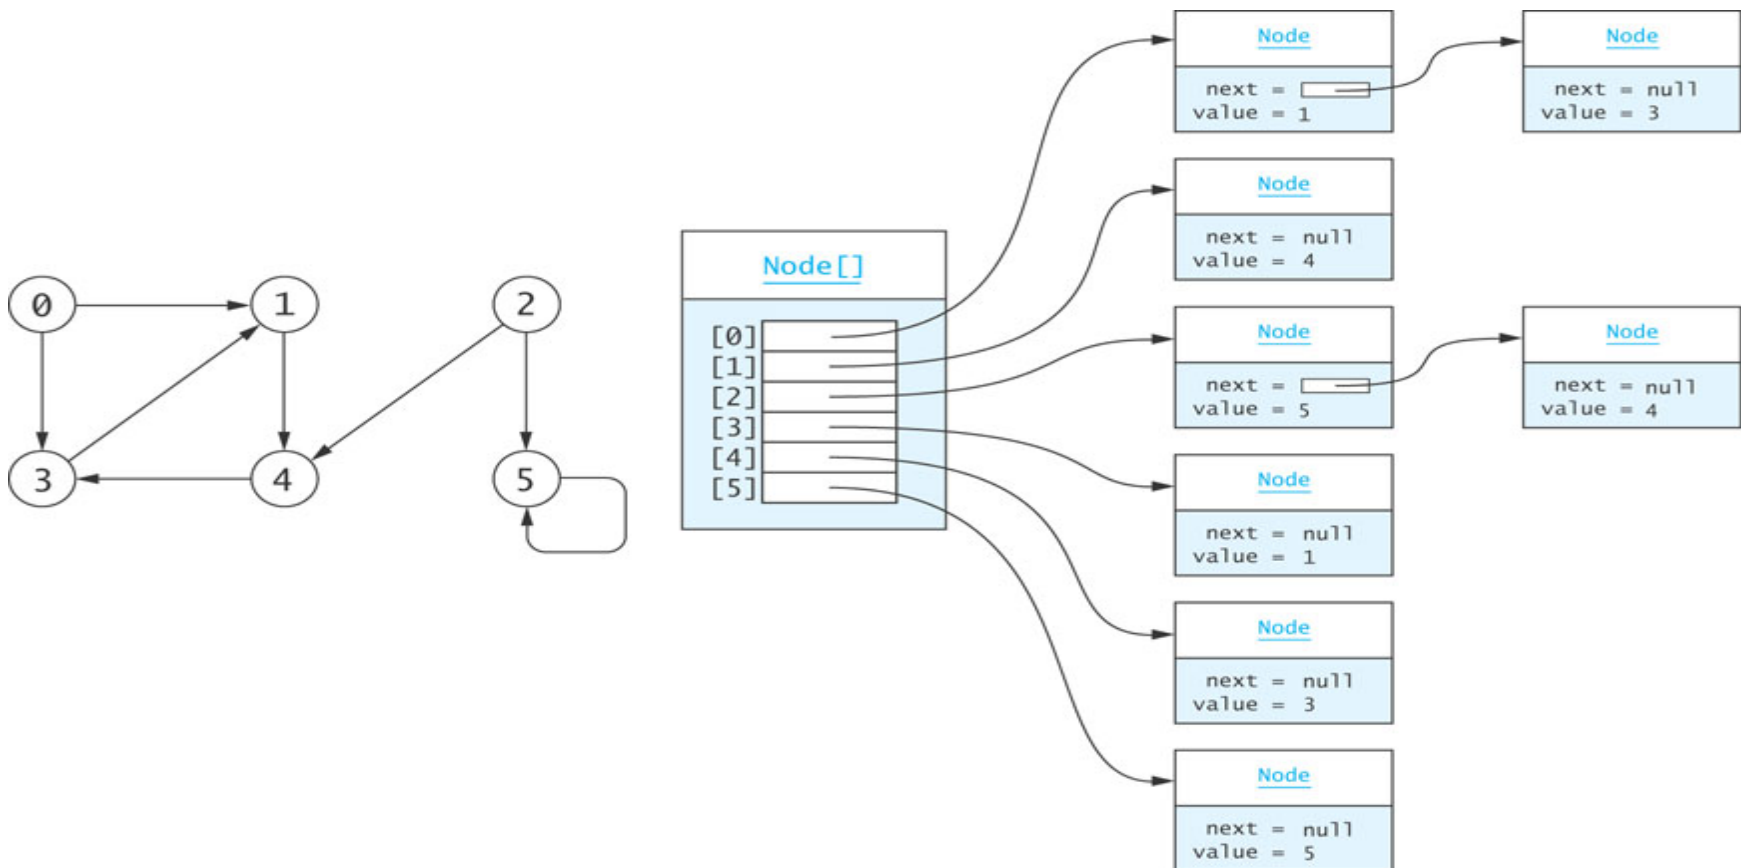 0
1
2
3
4
5
Node[]
[0]
[1]
[2]
[3]
[4]
[5]
Node
next =
value = 1
Node
next = null
value = 3
Node
next = null
value = 4
Node
next =
value = 5
Node
next = null
value = 4
Node
next = null
value = 1
Node
next = null
value = 3
Node
next = null
value = 5